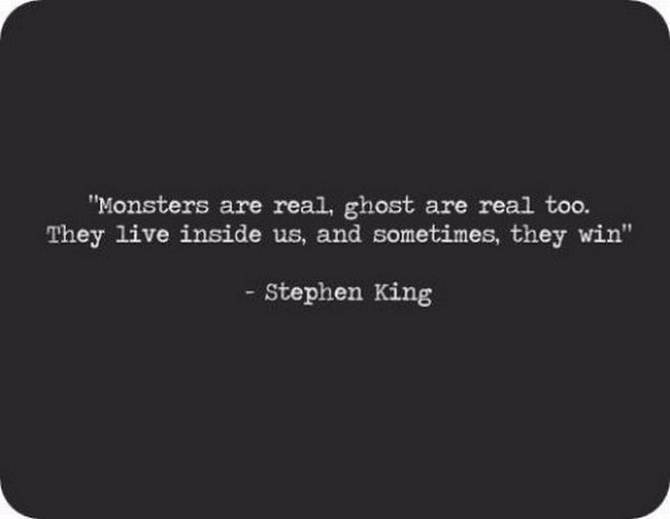 "Monsters are real, ghost are real too.
They live inside us, and sometimes, they win"
- Stephen King